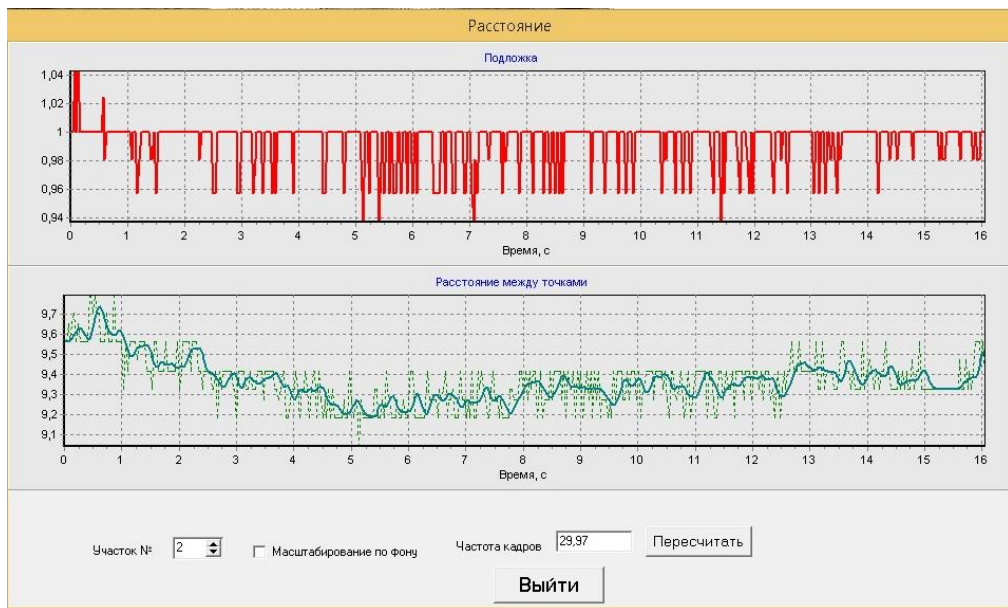 Расстояние
Подложка
1,04
1,02
1
0,98
0,96
0,94
0 1 2 3 4 5 6 7 8 9 10 11 12 13 14 15 16
Время, с
Расстояние между точками
9,7
9,6
9,5
9,4
9,3
9,2
9,1
0 1 2 3 4 5 6 7 8 9 10 11 12 13 14 15 16
Время, с
Участок № 2 Масштабирование по фону Частота кадров 29,97 Пересчитать
Выйти